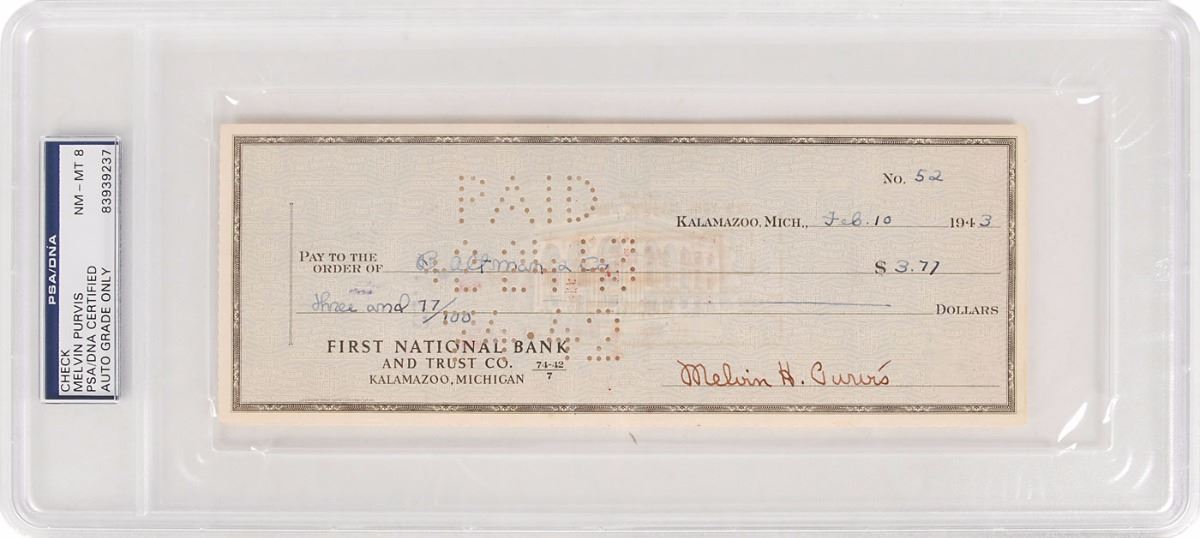 PSA/DNA
CHECK NM - MT 8
MELVIN PURVIS
PSA/DNA CERTIFIED
AUTO GRADE ONLY 83939237
No. 52
KALAMAZOO, MICH., Feb. 10 1943
PAY TO THE
ORDER OF B. Altman & Co. $ 3.77
three and 77/100 DOLLARS
PAID
FIRST NATIONAL BANK
AND TRUST CO. 74-42
7
KALAMAZOO, MICHIGAN
Melvin H. Purvis